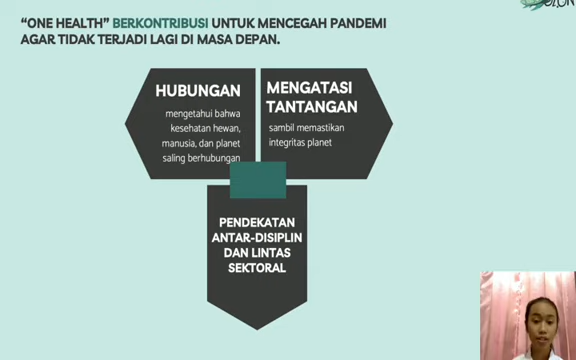 "ONE HEALTH" BERKONTRIBUSI UNTUK MENCEGAH PANDEMI
AGAR TIDAK TERJADI LAGI DI MASA DEPAN.
HUBUNGAN
mengetahui bahwa
kesehatan hewan,
manusia, dan planet
saling berhubungan
MENGATASI
TANTANGAN
sambil memastikan
integritas planet
PENDEKATAN
ANTAR-DISIPLIN
DAN LINTAS
SEKTORAL